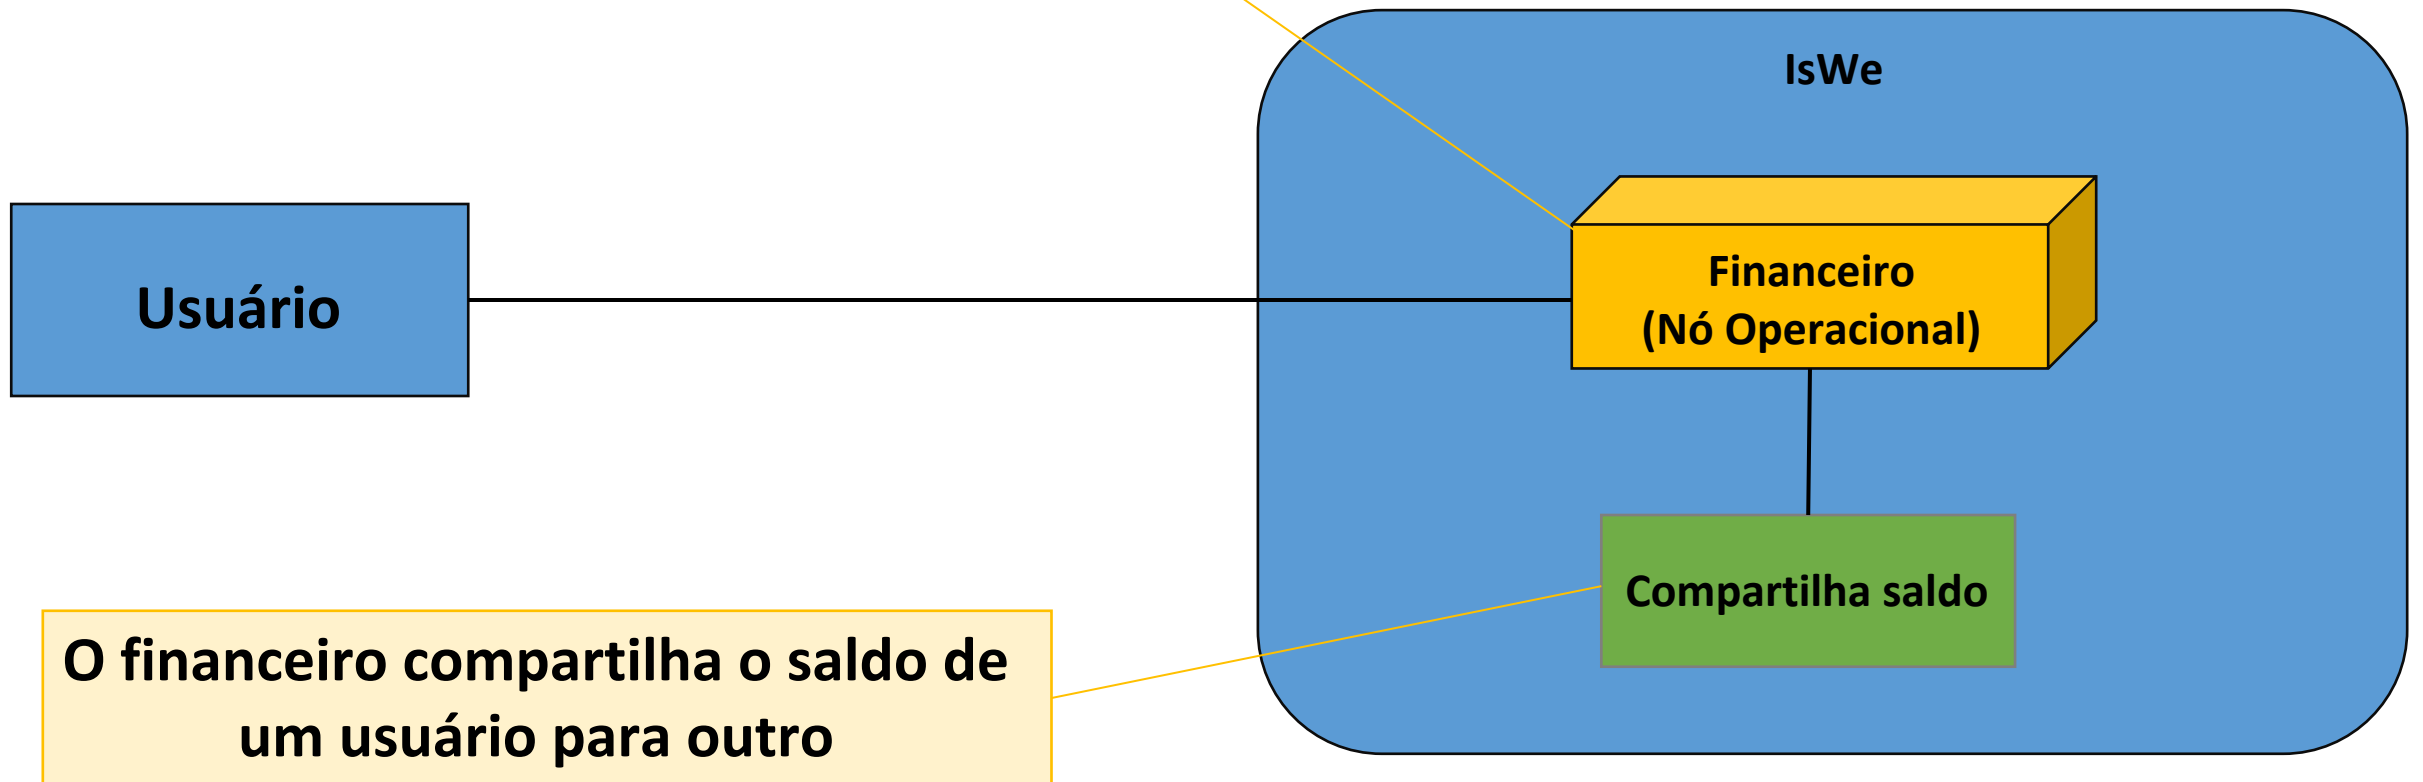 IsWe
Usuário
Financeiro
(Nó Operacional)
Compartilha saldo
O financeiro compartilha o saldo de
um usuário para outro